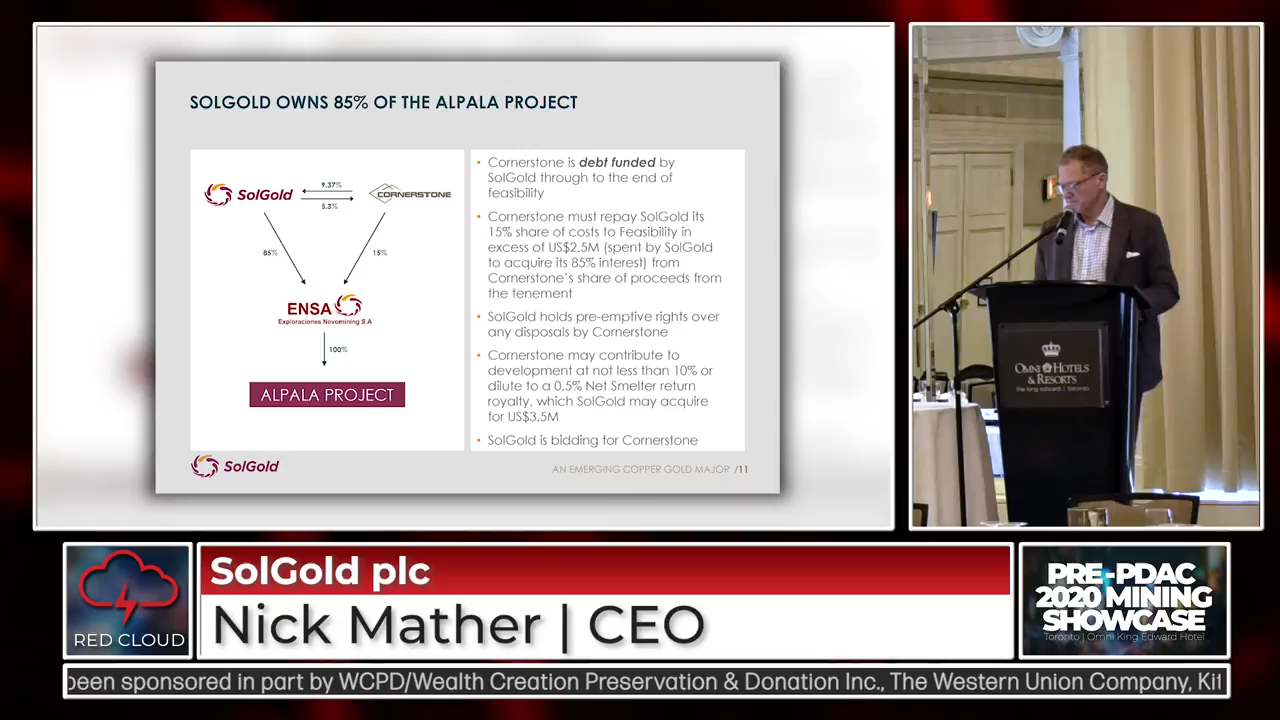 SOLGOLD OWNS 85% OF THE ALPALA PROJECT
SolGold
9.37%
5.3%
CORNERSTONE
85%
15%
ENSA
Exploraciones Novomining S.A
100%
ALPALA PROJECT
• Cornerstone is debt funded by
SolGold through to the end of
feasibility
• Cornerstone must repay SolGold its
15% share of costs to Feasibility in
excess of US$2.5M (spent by SolGold
to acquire its 85% interest) from
Cornerstone's share of proceeds from
the tenement
• SolGold holds pre-emptive rights over
any disposals by Cornerstone
• Cornerstone may contribute to
development at not less than 10% or
dilute to a 0.5% Net Smelter return
royalty, which SolGold may acquire
for US$3.5M
• SolGold is bidding for Cornerstone
SolGold
AN EMERGING COPPER GOLD MAJOR /11
OMNI HOTELS
& RESORTS
the king edward | toronto
RED CLOUD
SolGold plc
Nick Mather | CEO
PRE-PDAC
2020 MINING
SHOWCASE
Toronto | Omni King Edward Hotel
been sponsored in part by WCPD/Wealth Creation Preservation & Donation Inc., The Western Union Company, Kit